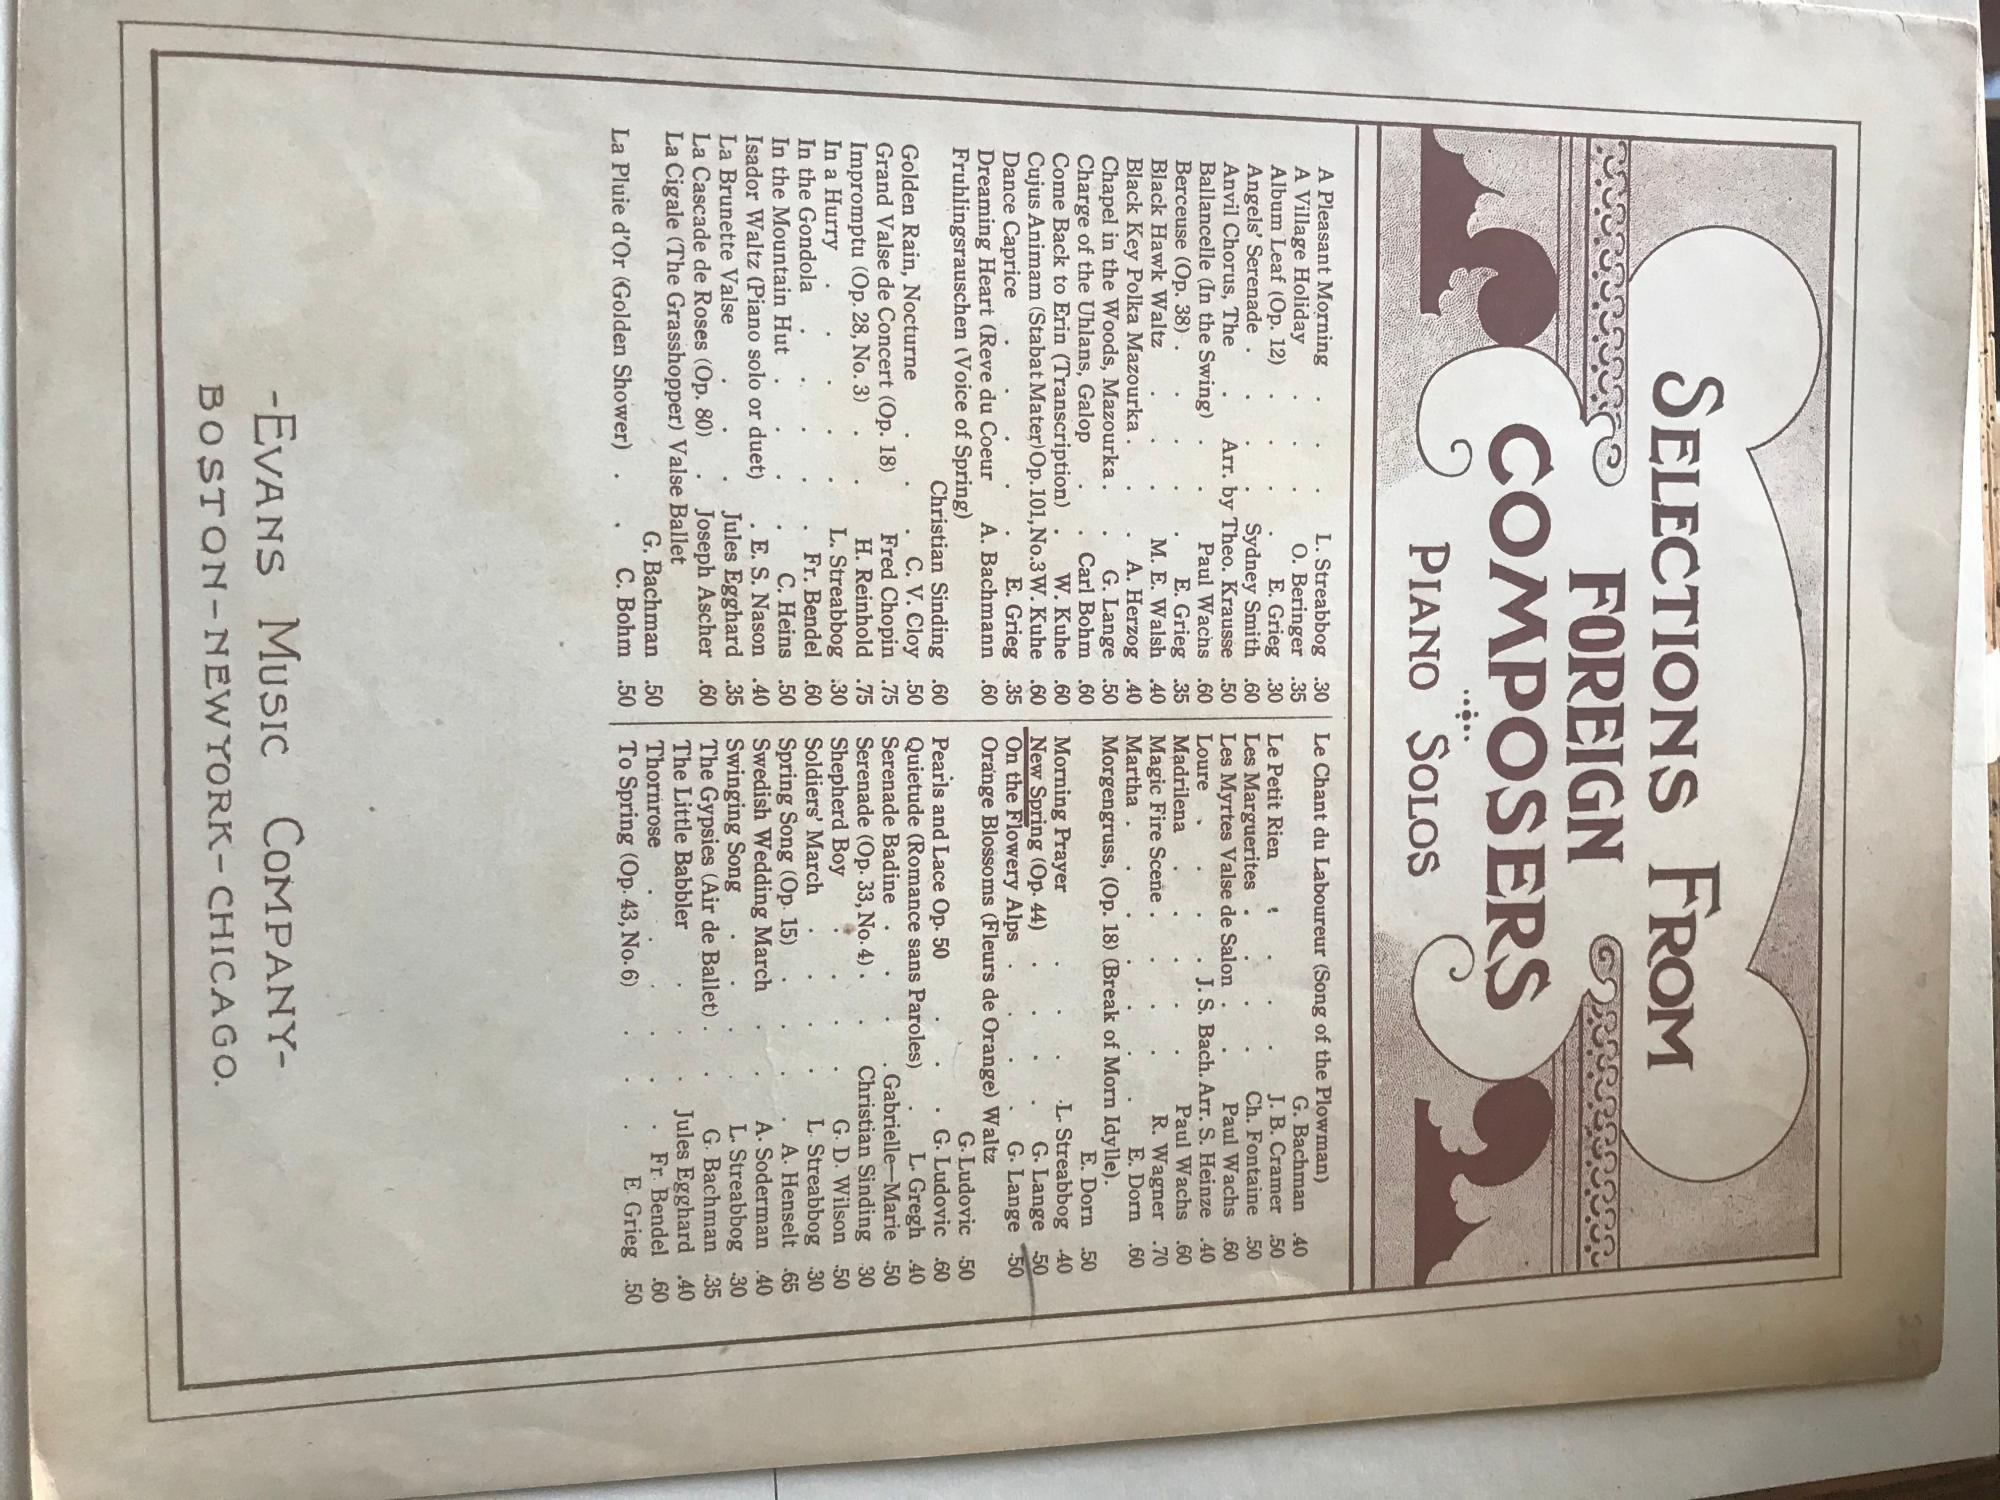 SELECTIONS FROM
FOREIGN
COMPOSERS
PIANO SOLOS
A Pleasant Morning . . . L. Streabbog .30
A Village Holiday . . . O. Beringer .35
Album Leaf (Op. 12) . . . . E. Grieg .30
Angels' Serenade . . . . Sydney Smith .60
Anvil Chorus, The . Arr. by Theo. Krausse .50
Ballancelle (In the Swing) . . Paul Wachs .60
Berceuse (Op. 38) . . . . E. Grieg .35
Black Hawk Waltz . . . M. E. Walsh .40
Black Key Polka Mazourka . . . A. Herzog .40
Chapel in the Woods, Mazourka . . G. Lange .50
Charge of the Uhlans, Galop . . Carl Bohm .60
Come Back to Erin (Transcription) . W. Kuhe .60
Cujus Animam (Stabat Mater) Op. 101, No. 3 W. Kuhe .60
Dance Caprice . . . . . E. Grieg .35
Dreaming Heart (Reve du Coeur A. Bachmann .60
Fruhlingsrauschen (Voice of Spring)
Christian Sinding .60
Golden Rain, Nocturne . . . C. V. Cloy .50
Grand Valse de Concert (Op. 18) Fred Chopin .75
Impromptu (Op. 28, No. 3) . . H. Reinhold .75
In a Hurry . . . . L. Streabbog .30
In the Gondola . . . . . Fr. Bendel .60
In the Mountain Hut . . . . C. Heins .50
Isador Waltz (Piano solo or duet) . E. S. Nason .40
La Brunette Valse . . . Jules Egghard .35
La Cascade de Roses (Op. 80) . Joseph Ascher .60
La Cigale (The Grasshopper) Valse Ballet
G. Bachman .50
La Pluie d'Or (Golden Shower) . . C. Bohm .50
Le Chant du Laboureur (Song of the Plowman)
G. Bachman .40
Le Petit Rien . . . . J. B. Cramer .50
Les Marguerites . . . . Ch. Fontaine .50
Les Myrtes Valse de Salon . . Paul Wachs .60
Loure . . . . J. S. Bach. Arr. S. Heinze .40
Madrilena . . . . . Paul Wachs .60
Magic Fire Scene . . . . R. Wagner .70
Martha . . . . . . E. Dorn .60
Morgengruss, (Op. 18) (Break of Morn Idylle).
E. Dorn .50
Morning Prayer . . . L. Streabbog .40
New Spring (Op. 44) . . . . G. Lange .50
On the Flowery Alps . . . . G. Lange .50
Orange Blossoms (Fleurs de Orange) Waltz
G. Ludovic .50
Pearls and Lace Op. 50 . . . G. Ludovic .60
Quietude (Romance sans Paroles) . L. Gregh .40
Serenade Badine . . . . Gabrielle—Marie .50
Serenade (Op. 33, No. 4) . . Christian Sinding .30
Shepherd Boy . . . . G. D. Wilson .50
Soldiers' March . . . . L. Streabbog .30
Spring Song (Op. 15) . . . . A. Henselt .65
Swedish Wedding March . . A. Soderman .40
Swinging Song . . . . L. Streabbog .30
The Gypsies (Air de Ballet) . . G. Bachman .35
The Little Babbler . . . Jules Egghard .40
Thornrose . . . . . . Fr. Bendel .60
To Spring (Op. 43, No. 6) . . . E. Grieg .50
-EVANS MUSIC COMPANY-
BOSTON-NEW YORK-CHICAGO.